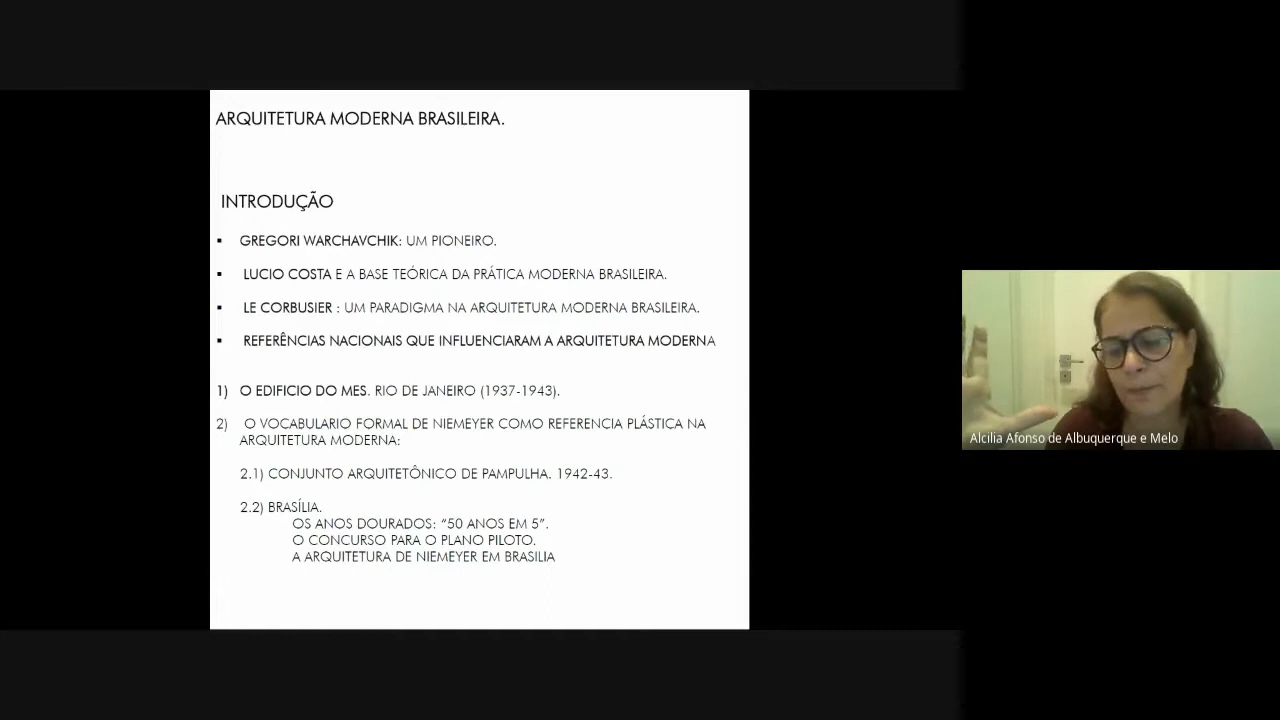 ARQUITETURA MODERNA BRASILEIRA.
INTRODUÇÃO
▪ GREGORI WARCHAVCHIK: UM PIONEIRO.
▪ LUCIO COSTA E A BASE TEÓRICA DA PRÁTICA MODERNA BRASILEIRA.
▪ LE CORBUSIER : UM PARADIGMA NA ARQUITETURA MODERNA BRASILEIRA.
▪ REFERÊNCIAS NACIONAIS QUE INFLUENCIARAM A ARQUITETURA MODERNA
1) O EDIFICIO DO MES. RIO DE JANEIRO (1937-1943).
2) O VOCABULARIO FORMAL DE NIEMEYER COMO REFERENCIA PLÁSTICA NA
ARQUITETURA MODERNA:
2.1) CONJUNTO ARQUITETÔNICO DE PAMPULHA. 1942-43.
2.2) BRASÍLIA.
OS ANOS DOURADOS: “50 ANOS EM 5”.
O CONCURSO PARA O PLANO PILOTO.
A ARQUITETURA DE NIEMEYER EM BRASILIA
Alcilia Afonso de Albuquerque e Melo